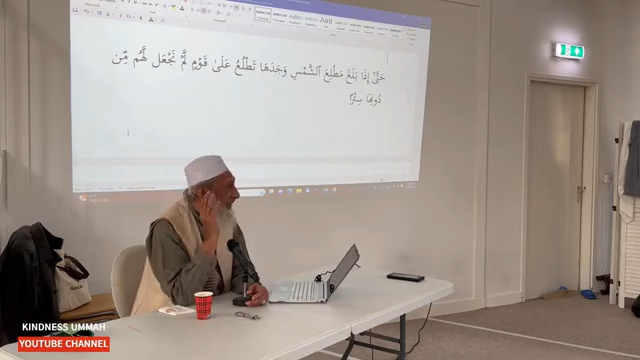 حَتَّىٰٓ إِذَا بَلَغَ مَطْلِعَ ٱلشَّمْسِ وَجَدَهَا تَطْلُعُ عَلَىٰ قَوْمٍ لَّمْ نَجْعَل لَّهُم مِّن
دُونِهَا سِتْرًا
KINDNESS UMMAH
YOUTUBE CHANNEL